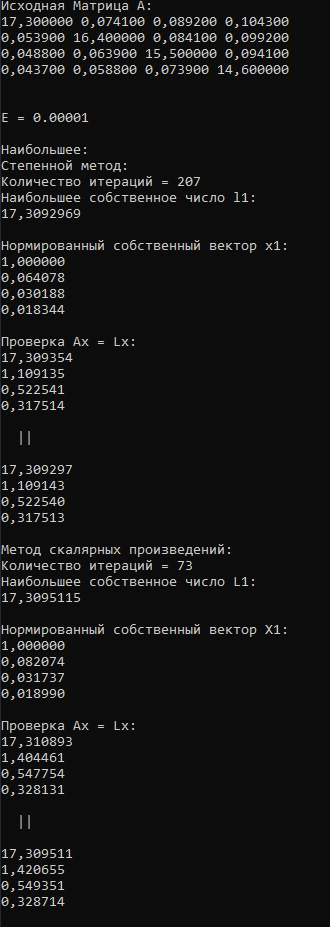 Исходная Матрица А:
17,300000 0,074100 0,089200 0,104300
0,053900 16,400000 0,084100 0,099200
0,048800 0,063900 15,500000 0,094100
0,043700 0,058800 0,073900 14,600000
E = 0.00001
Наибольшее:
Степенной метод:
Количество итераций = 207
Наибольшее собственное число l1:
17,3092969
Нормированный собственный вектор x1:
1,000000
0,064078
0,030188
0,018344
Проверка Ax = Lx:
17,309354
1,109135
0,522541
0,317514
||
17,309297
1,109143
0,522540
0,317513
Метод скалярных произведений:
Количество итераций = 73
Наибольшее собственное число L1:
17,3095115
Нормированный собственный вектор X1:
1,000000
0,082074
0,031737
0,018990
Проверка Ax = Lx:
17,310893
1,404461
0,547754
0,328131
||
17,309511
1,420655
0,549351
0,328714